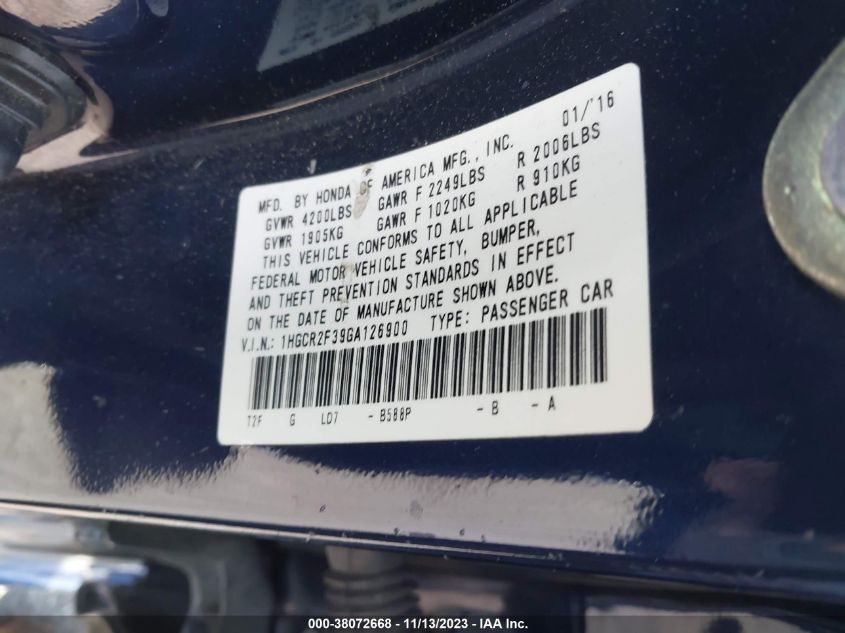 MFD. BY HONDA OF AMERICA MFG., INC. 01/'16
GVWR 4200LBS GAWR F 2249LBS R 2006LBS
GVWR 1905KG GAWR F 1020KG R 910KG
THIS VEHICLE CONFORMS TO ALL APPLICABLE
FEDERAL MOTOR VEHICLE SAFETY, BUMPER,
AND THEFT PREVENTION STANDARDS IN EFFECT
ON THE DATE OF MANUFACTURE SHOWN ABOVE.
V.I.N.: 1HGCR2F39GA126900 TYPE: PASSENGER CAR
T2F G LD7 - B588P - B - A
000-38072668 - 11/13/2023 - IAA Inc.